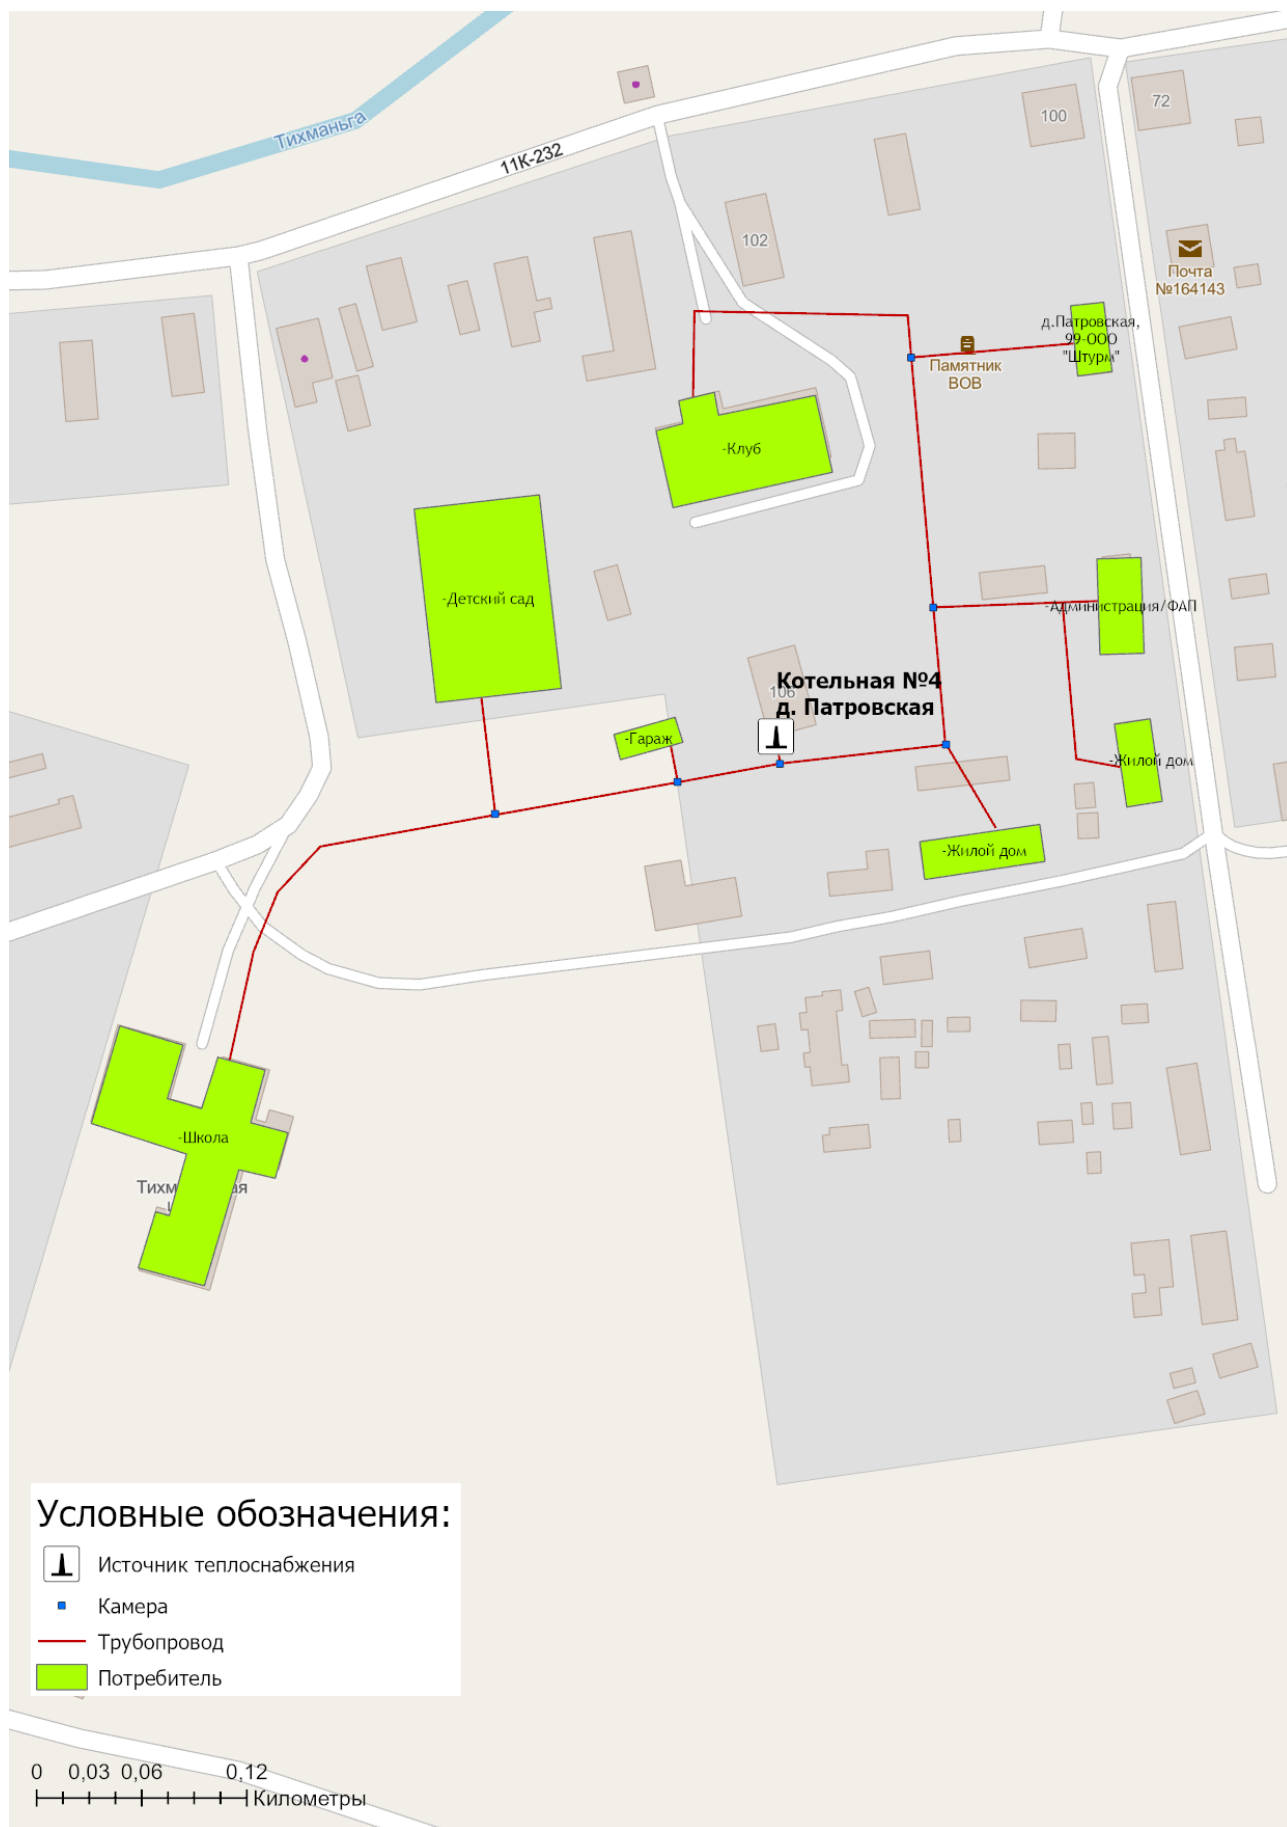 Тихманьга
11К-232
100
72
102
Почта
№164143
д.Патровская,
99-ООО
"Штурм"
Памятник
ВОВ
-Клуб
-Детский сад
-Администрация/ФАП
Котельная №4
106
д. Патровская
-Гараж
-Жилой дом
-Жилой дом
-Школа
Условные обозначения:
Источник теплоснабжения
Камера
Трубопровод
Потребитель
0 0,03 0,06 0,12
Километры